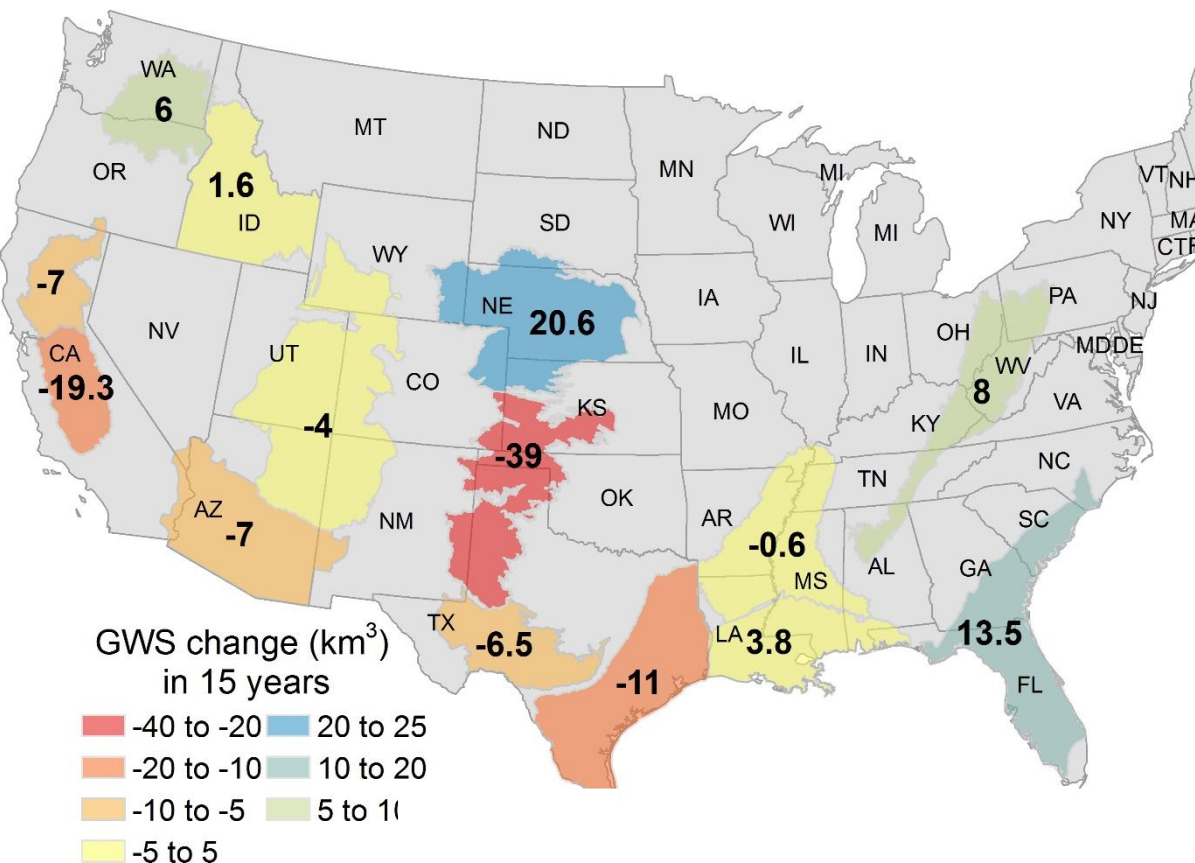 WA
6
MT
ND
MN
OR
1.6
ID
SD
WI
MI
MI
VT
NH
NY
MA
CT
WY
-7
NE
20.6
IA
PA
NJ
OH
NV
UT
CO
IL
IN
MD
DE
WV
CA
-19.3
8
VA
KS
MO
KY
-4
-39
NC
TN
OK
AZ
-7
NM
AR
SC
-0.6
MS
AL
GA
TX
-6.5
LA
3.8
13.5
-11
FL
GWS change (km³)
in 15 years
-40 to -20
20 to 25
-20 to -10
10 to 20
-10 to -5
5 to 1
-5 to 5